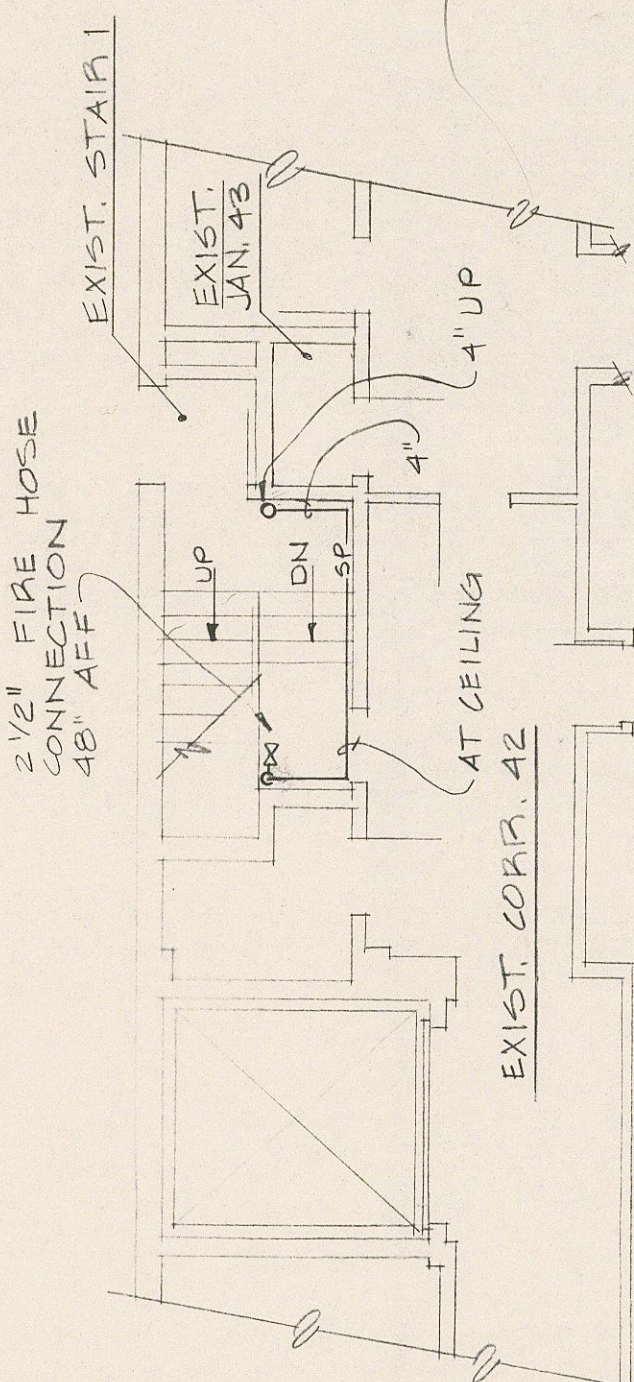 EXIST. STAIR 1
EXIST.
JAN. 43
2 1/2" FIRE HOSE
CONNECTION
48" AFF
UP
DN
SP
4" UP
4"
AT CEILING
EXIST. CORR. 42